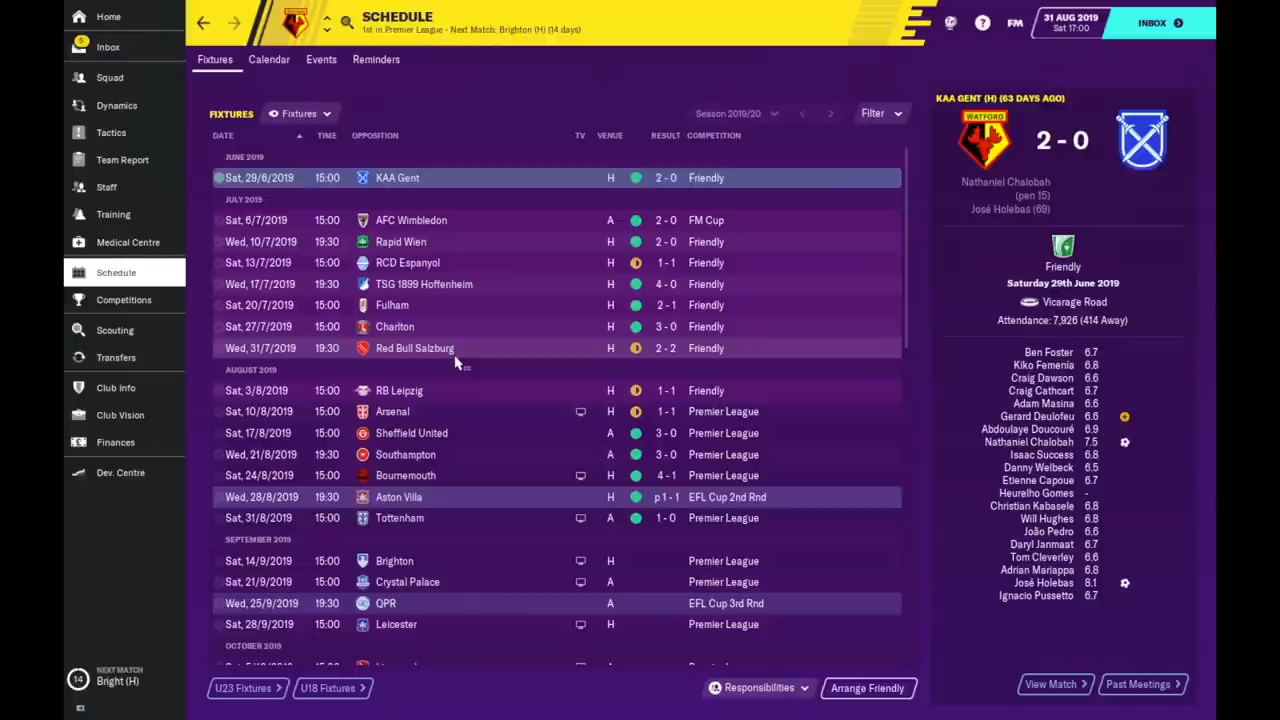 Home
5
Inbox
Squad
Dynamics
Tactics
Team Report
Staff
Training
Medical Centre
Schedule
Competitions
Scouting
Transfers
Club Info
Club Vision
Finances
Dev. Centre
14
NEXT MATCH
Bright (H)
SCHEDULE
1st in Premier League - Next Match: Brighton (H) (14 days)
? FM 31 AUG 2019
Sat 17:00
INBOX
Fixtures Calendar Events Reminders
FIXTURES Fixtures Season 2019/20 Filter
DATE TIME OPPOSITION TV VENUE RESULT COMPETITION
JUNE 2019
Sat, 29/6/2019 15:00 KAA Gent H 2 - 0 Friendly
JULY 2019
Sat, 6/7/2019 15:00 AFC Wimbledon A 2 - 0 FM Cup
Wed, 10/7/2019 19:30 Rapid Wien H 2 - 0 Friendly
Sat, 13/7/2019 15:00 RCD Espanyol H 1 - 1 Friendly
Wed, 17/7/2019 19:30 TSG 1899 Hoffenheim H 4 - 0 Friendly
Sat, 20/7/2019 15:00 Fulham H 2 - 1 Friendly
Sat, 27/7/2019 15:00 Charlton H 3 - 0 Friendly
Wed, 31/7/2019 19:30 Red Bull Salzburg H 2 - 2 Friendly
AUGUST 2019
Sat, 3/8/2019 15:00 RB Leipzig H 1 - 1 Friendly
Sat, 10/8/2019 15:00 Arsenal H 1 - 1 Premier League
Sat, 17/8/2019 15:00 Sheffield United A 3 - 0 Premier League
Wed, 21/8/2019 19:30 Southampton A 3 - 0 Premier League
Sat, 24/8/2019 15:00 Bournemouth H 4 - 1 Premier League
Wed, 28/8/2019 19:30 Aston Villa H p 1 - 1 EFL Cup 2nd Rnd
Sat, 31/8/2019 15:00 Tottenham A 1 - 0 Premier League
SEPTEMBER 2019
Sat, 14/9/2019 15:00 Brighton H Premier League
Sat, 21/9/2019 15:00 Crystal Palace A Premier League
Wed, 25/9/2019 19:30 QPR A EFL Cup 3rd Rnd
Sat, 28/9/2019 15:00 Leicester H Premier League
OCTOBER 2019
U23 Fixtures U18 Fixtures Responsibilities Arrange Friendly
KAA GENT (H) (63 DAYS AGO)
WATFORD
2 - 0
Nathaniel Chalobah
(pen 15)
José Holebas (69)
Friendly
Saturday 29th June 2019
Vicarage Road
Attendance: 7,926 (414 Away)
Ben Foster 6.7
Kiko Femenía 6.8
Craig Dawson 6.6
Craig Cathcart 6.7
Adam Masina 6.6
Gerard Deulofeu 6.6
Abdoulaye Doucouré 6.9
Nathaniel Chalobah 7.5
Isaac Success 6.8
Danny Welbeck 6.5
Etienne Capoue 6.7
Heurelho Gomes -
Christian Kabasele 6.8
Will Hughes 6.8
João Pedro 6.6
Daryl Janmaat 6.7
Tom Cleverley 6.6
Adrian Mariappa 6.8
José Holebas 8.1
Ignacio Pussetto 6.7
View Match Past Meetings